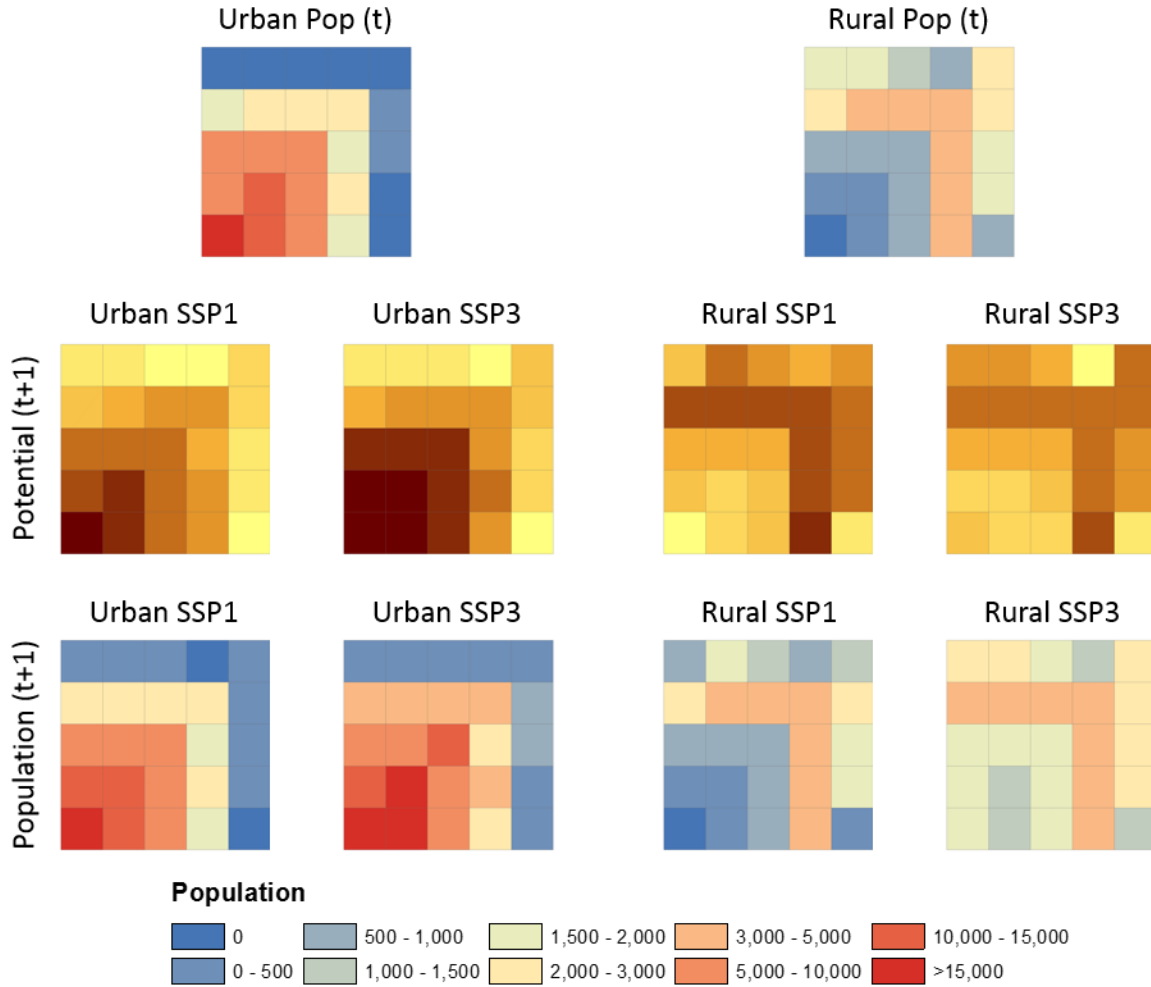 Urban Pop (t) Rural Pop (t)
Urban SSP1 Urban SSP3 Rural SSP1 Rural SSP3
Potential (t+1)
Urban SSP1 Urban SSP3 Rural SSP1 Rural SSP3
Population (t+1)
Population
0 500 - 1,000 1,500 - 2,000 3,000 - 5,000 10,000 - 15,000
0 - 500 1,000 - 1,500 2,000 - 3,000 5,000 - 10,000 >15,000